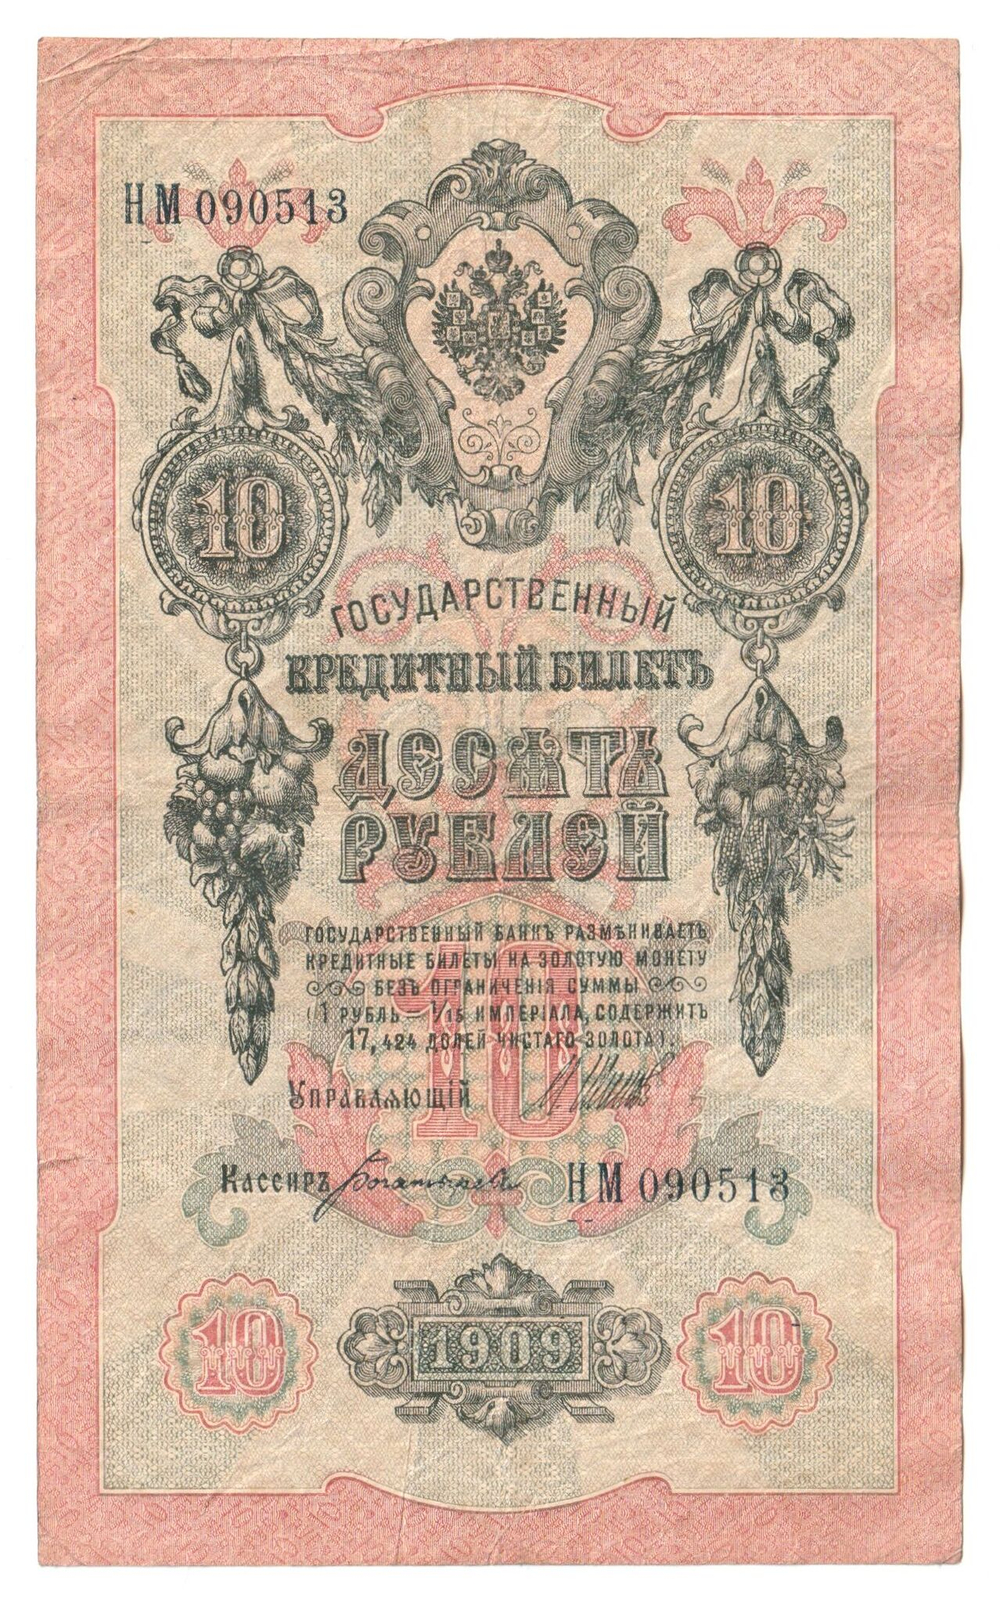 НМ 090513
10 10
ГОСУДАРСТВЕННЫЙ
КРЕДИТНЫЙ БИЛЕТЪ
ДЕСЯТЬ
РУБЛЕЙ
ГОСУДАРСТВЕННЫЙ БАНКЪ РАЗМѢНИВАЕТЪ
КРЕДИТНЫЕ БИЛЕТЫ НА ЗОЛОТУЮ МОНЕТУ
БЕЗЪ ОГРАНИЧЕНІЯ СУММЫ
(1 РУБЛЬ = 1/15 ИМПЕРІАЛА, СОДЕРЖИТЪ
17,424 ДОЛЕЙ ЧИСТАГО ЗОЛОТА).
10
УПРАВЛЯЮЩІЙ
КАССИРЪ НМ 090513
10 1909 10